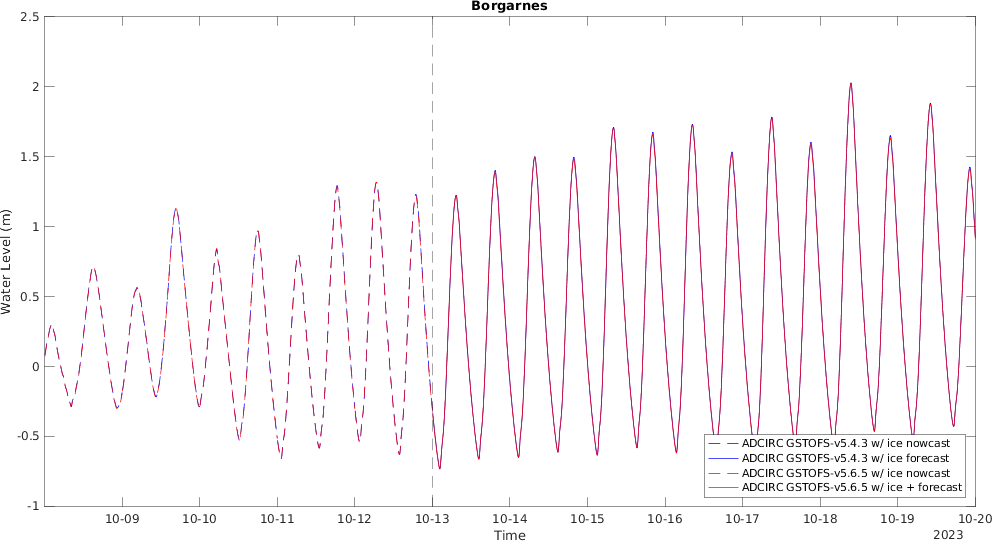 Borgarnes
2.5
2
1.5
1
0.5
0
-0.5
-1
Water Level (m)
10-09 10-10 10-11 10-12 10-13 10-14 10-15 10-16 10-17 10-18 10-19 10-20
Time
2023
ADCIRC GSTOFS-v5.4.3 w/ ice nowcast
ADCIRC GSTOFS-v5.4.3 w/ ice forecast
ADCIRC GSTOFS-v5.6.5 w/ ice nowcast
ADCIRC GSTOFS-v5.6.5 w/ ice + forecast